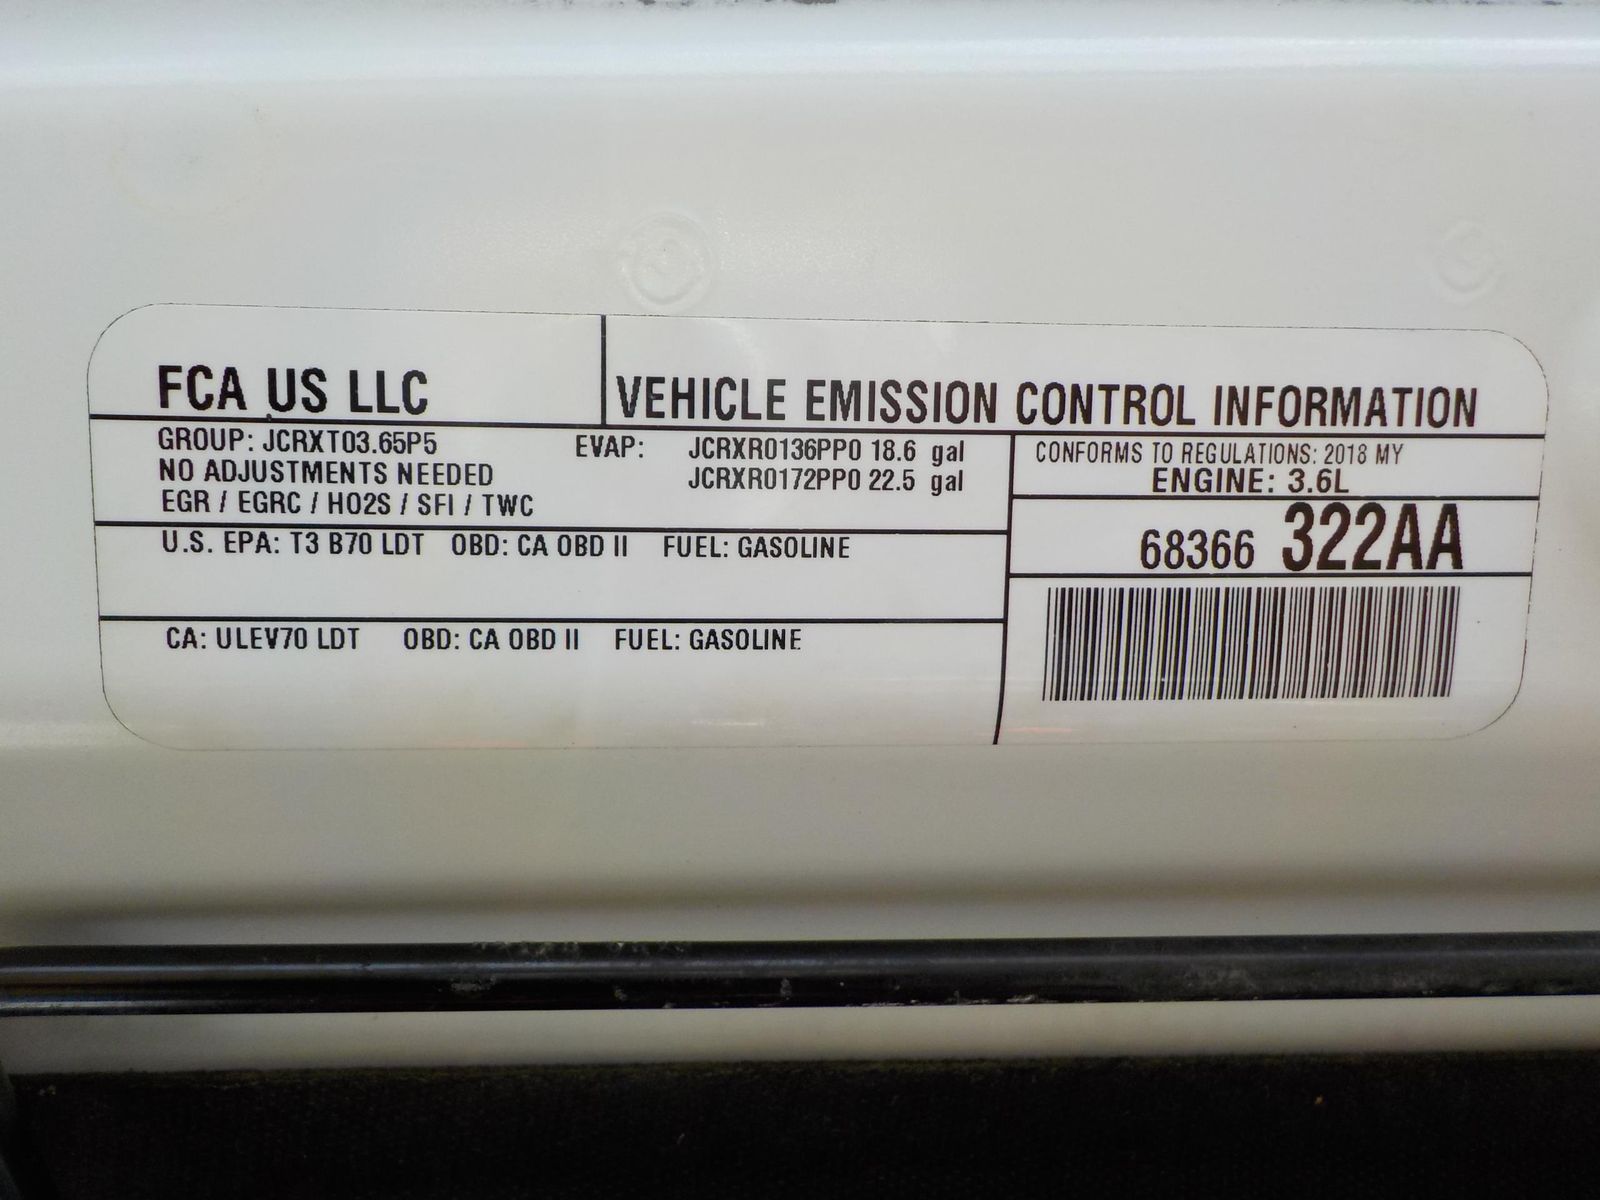 FCA US LLC
VEHICLE EMISSION CONTROL INFORMATION
GROUP: JCRXT03.65P5
NO ADJUSTMENTS NEEDED
EGR / EGRC / HO2S / SFI / TWC
EVAP: JCRXR0136PP0 18.6 gal
JCRXR0172PP0 22.5 gal
CONFORMS TO REGULATIONS: 2018 MY
ENGINE: 3.6L
68366 322AA
U.S. EPA: T3 B70 LDT OBD: CA OBD II FUEL: GASOLINE
CA: ULEV70 LDT OBD: CA OBD II FUEL: GASOLINE